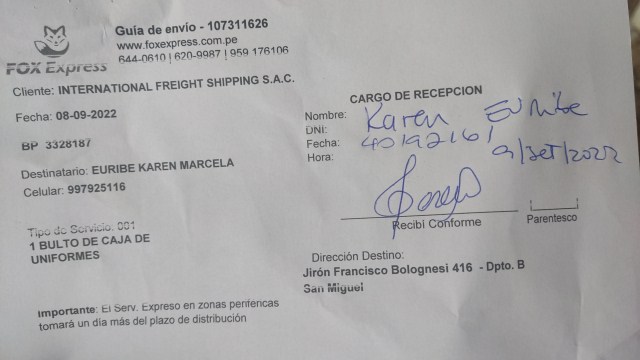 Guía de envio - 107311626
www.foxexpress.com.pe
644-0610 | 620-9987 | 959 176106
FOX Express
Cliente: INTERNATIONAL FREIGHT SHIPPING S.A.C.
Fecha: 08-09-2022
BP 3328187
Destinatario: EURIBE KAREN MARCELA
Celular: 997925116
Tipo de Servicio: 001
1 BULTO DE CAJA DE
UNIFORMES
Importante: El Serv. Expreso en zonas perifericas
tomará un día más del plazo de distribución
CARGO DE RECEPCION
Nombre: Karen Euribe
DNI: 40192161
Fecha: 9/set/2022
Hora:
Recibi Conforme
Parentesco
Dirección Destino:
Jirón Francisco Bolognesi 416 - Dpto. B
San Miguel